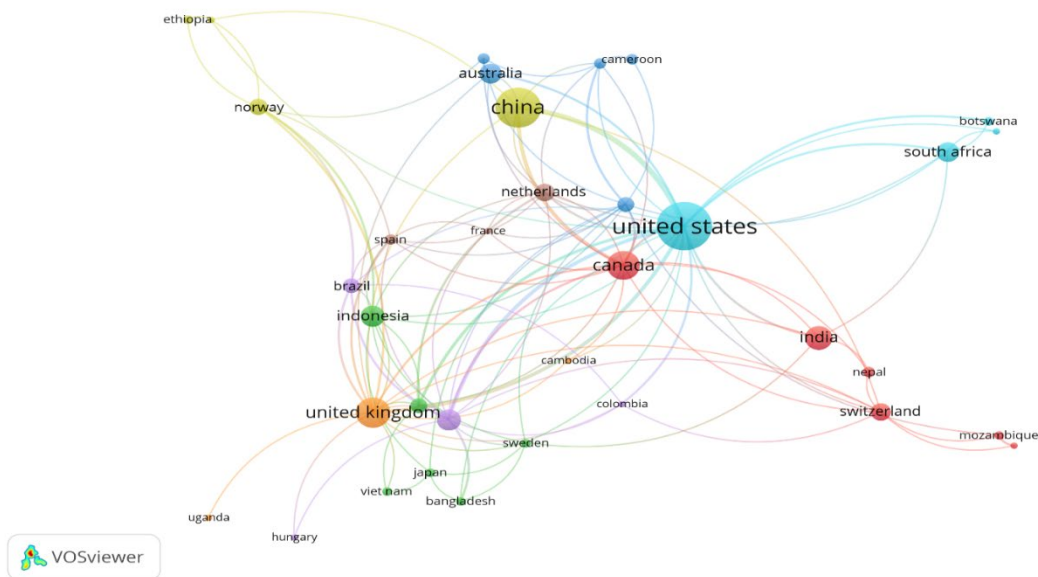 ethiopia
cameroon
australia
china
norway
botswana
south africa
netherlands
united states
france
spain
canada
brazil
indonesia
india
cambodia
nepal
colombia
united kingdom
switzerland
mozambique
sweden
japan
viet nam
bangladesh
uganda
hungary
VOSviewer